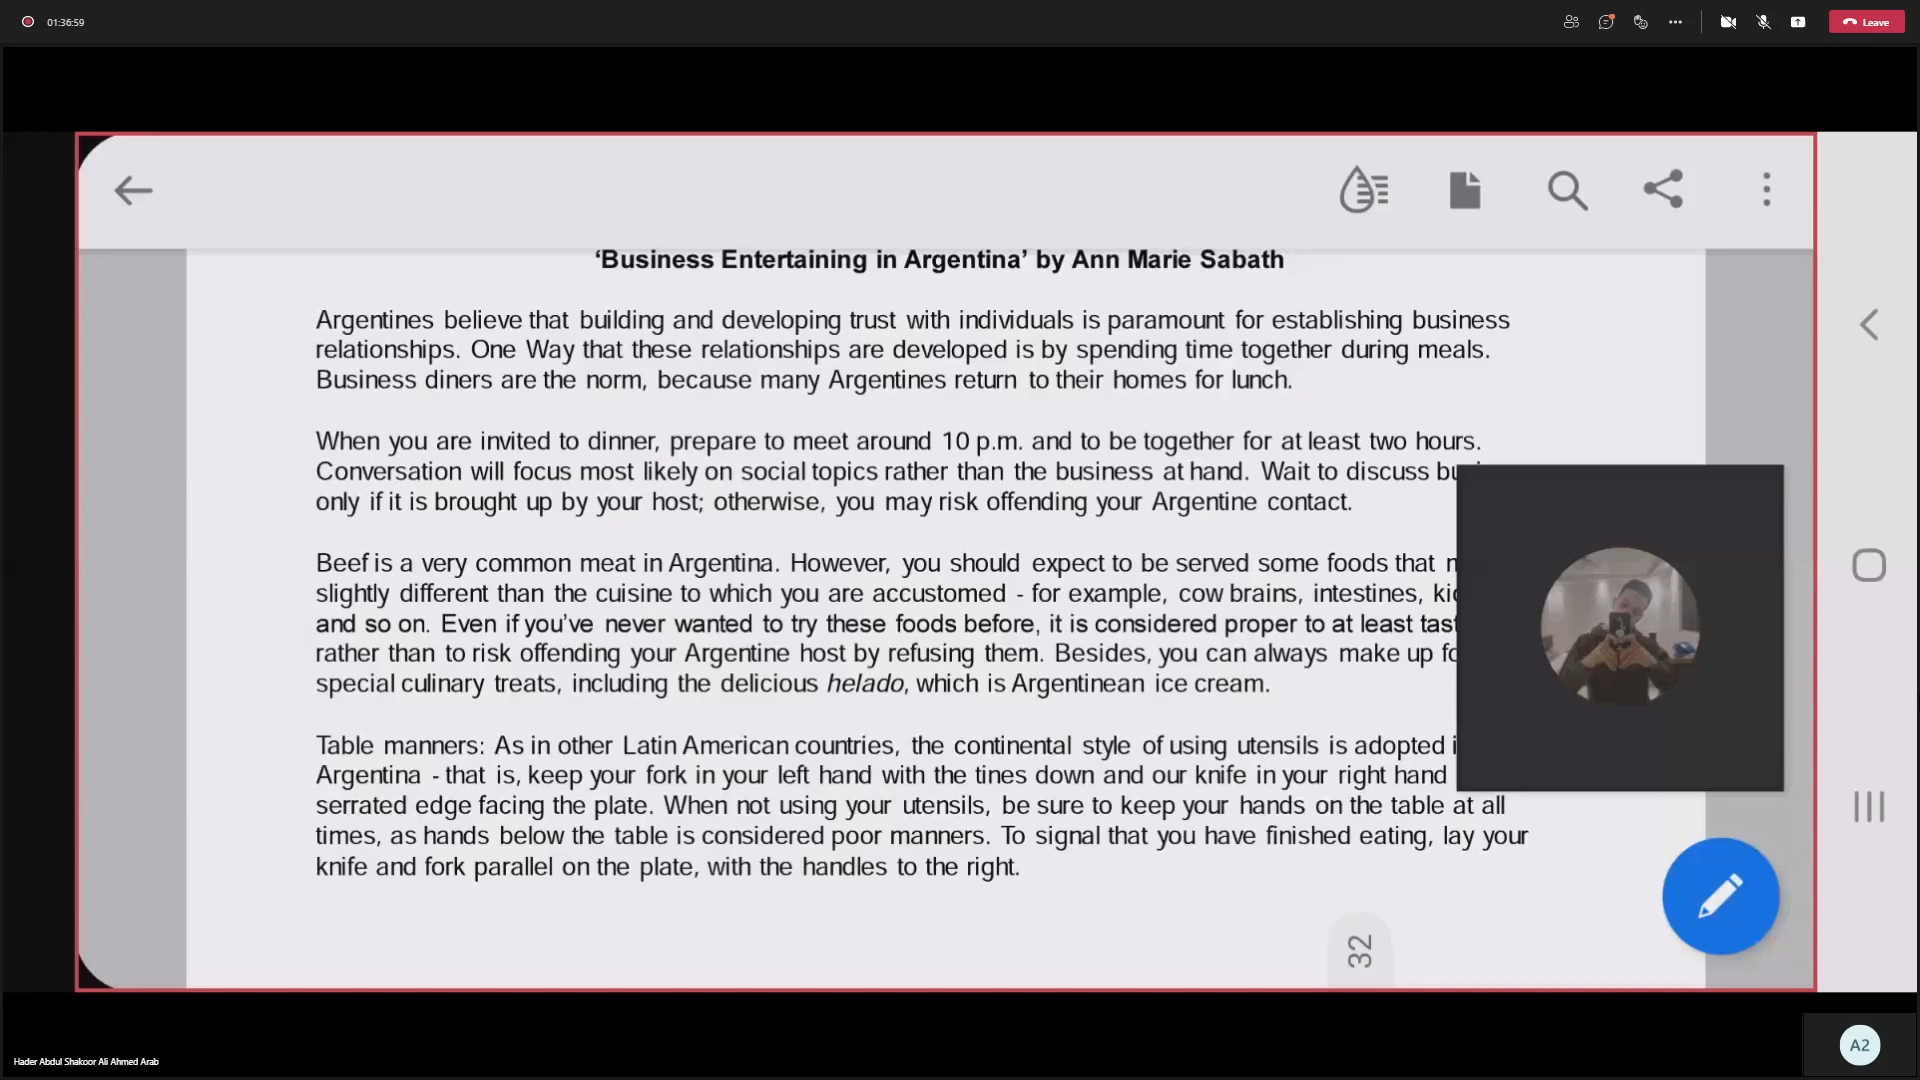 01:36:59
Leave
‘Business Entertaining in Argentina’ by Ann Marie Sabath
Argentines believe that building and developing trust with individuals is paramount for establishing business
relationships. One Way that these relationships are developed is by spending time together during meals.
Business diners are the norm, because many Argentines return to their homes for lunch.
When you are invited to dinner, prepare to meet around 10 p.m. and to be together for at least two hours.
Conversation will focus most likely on social topics rather than the business at hand. Wait to discuss
only if it is brought up by your host; otherwise, you may risk offending your Argentine contact.
Beef is a very common meat in Argentina. However, you should expect to be served some foods that
slightly different than the cuisine to which you are accustomed - for example, cow brains, intestines,
and so on. Even if you’ve never wanted to try these foods before, it is considered proper to at least
rather than to risk offending your Argentine host by refusing them. Besides, you can always make up
special culinary treats, including the delicious helado, which is Argentinean ice cream.
Table manners: As in other Latin American countries, the continental style of using utensils is adopted
Argentina - that is, keep your fork in your left hand with the tines down and our knife in your right hand
serrated edge facing the plate. When not using your utensils, be sure to keep your hands on the table at all
times, as hands below the table is considered poor manners. To signal that you have finished eating, lay your
knife and fork parallel on the plate, with the handles to the right.
32
Hader Abdul Shakoor Ali Ahmed Arab
A2